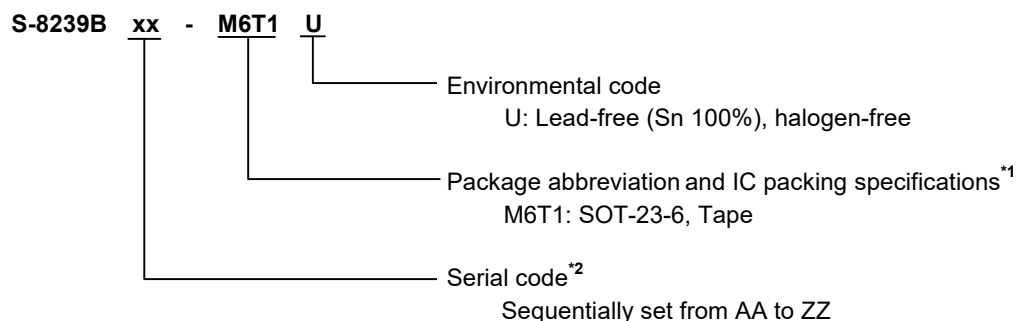 S-8239B xx - M6T1 U
Environmental code
U: Lead-free (Sn 100%), halogen-free
Package abbreviation and IC packing specifications*1
M6T1: SOT-23-6, Tape
Serial code*2
Sequentially set from AA to ZZ